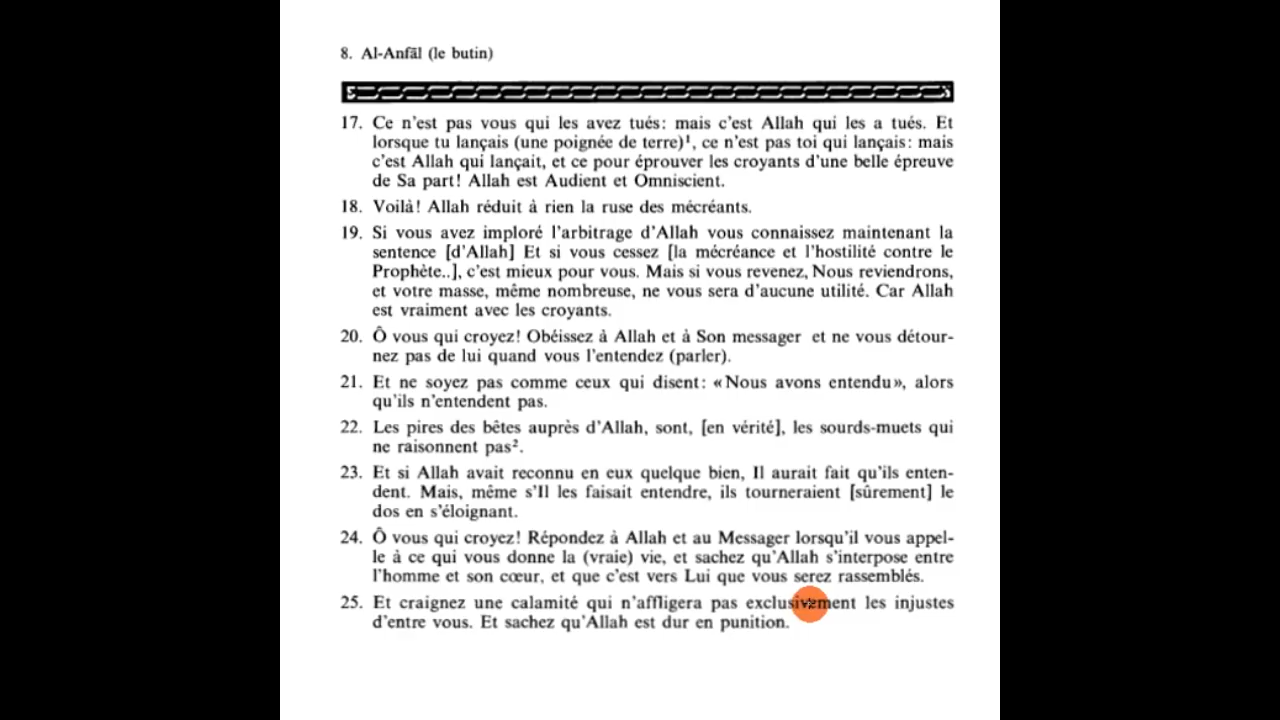 8. Al-Anfāl (le butin)
17. Ce n'est pas vous qui les avez tués: mais c'est Allah qui les a tués. Et
lorsque tu lançais (une poignée de terre)¹, ce n'est pas toi qui lançais: mais
c'est Allah qui lançait, et ce pour éprouver les croyants d'une belle épreuve
de Sa part! Allah est Audient et Omniscient.
18. Voilà! Allah réduit à rien la ruse des mécréants.
19. Si vous avez imploré l'arbitrage d'Allah vous connaissez maintenant la
sentence [d'Allah] Et si vous cessez [la mécréance et l'hostilité contre le
Prophète..], c'est mieux pour vous. Mais si vous revenez, Nous reviendrons,
et votre masse, même nombreuse, ne vous sera d'aucune utilité. Car Allah
est vraiment avec les croyants.
20. Ô vous qui croyez! Obéissez à Allah et à Son messager et ne vous détour-
nez pas de lui quand vous l'entendez (parler).
21. Et ne soyez pas comme ceux qui disent: «Nous avons entendu», alors
qu'ils n'entendent pas.
22. Les pires des bêtes auprès d'Allah, sont, [en vérité], les sourds-muets qui
ne raisonnent pas².
23. Et si Allah avait reconnu en eux quelque bien, Il aurait fait qu'ils enten-
dent. Mais, même s'Il les faisait entendre, ils tourneraient [sûrement] le
dos en s'éloignant.
24. Ô vous qui croyez! Répondez à Allah et au Messager lorsqu'il vous appel-
le à ce qui vous donne la (vraie) vie, et sachez qu'Allah s'interpose entre
l'homme et son cœur, et que c'est vers Lui que vous serez rassemblés.
25. Et craignez une calamité qui n'affligera pas exclusivement les injustes
d'entre vous. Et sachez qu'Allah est dur en punition.